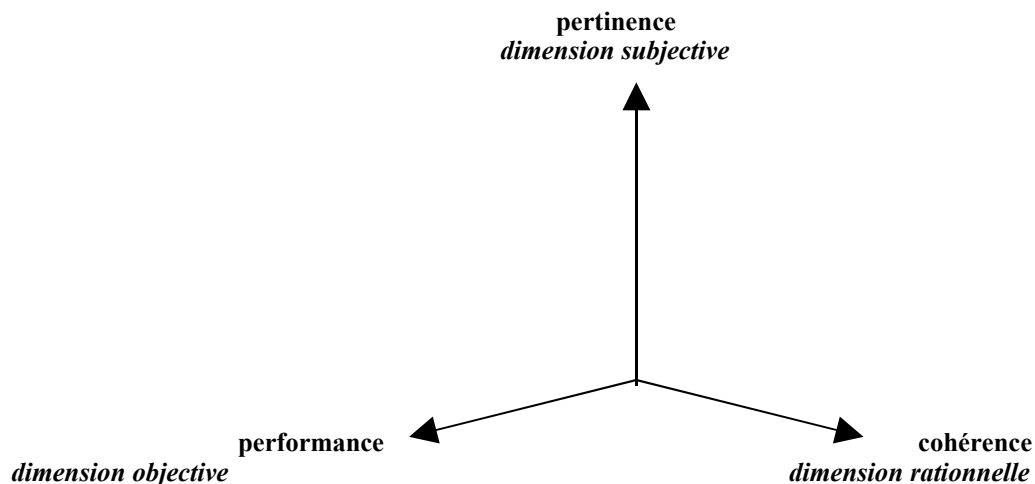 pertinence
dimension subjective
performance
cohérence
dimension objective
dimension rationnelle